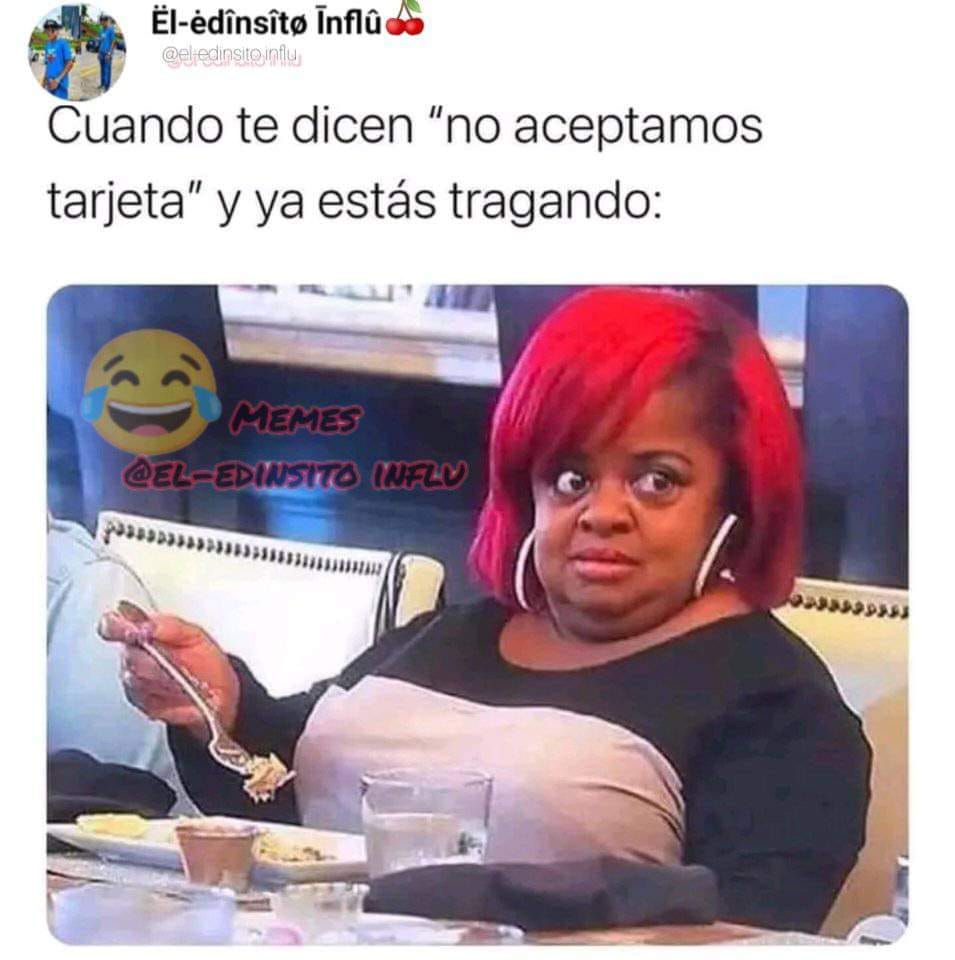 Ël-ėdînsîtø Īnflû🍒
@el-edinsito.influ
Cuando te dicen “no aceptamos
tarjeta” y ya estás tragando:
MEMES
@EL-EDINSITO INFLU